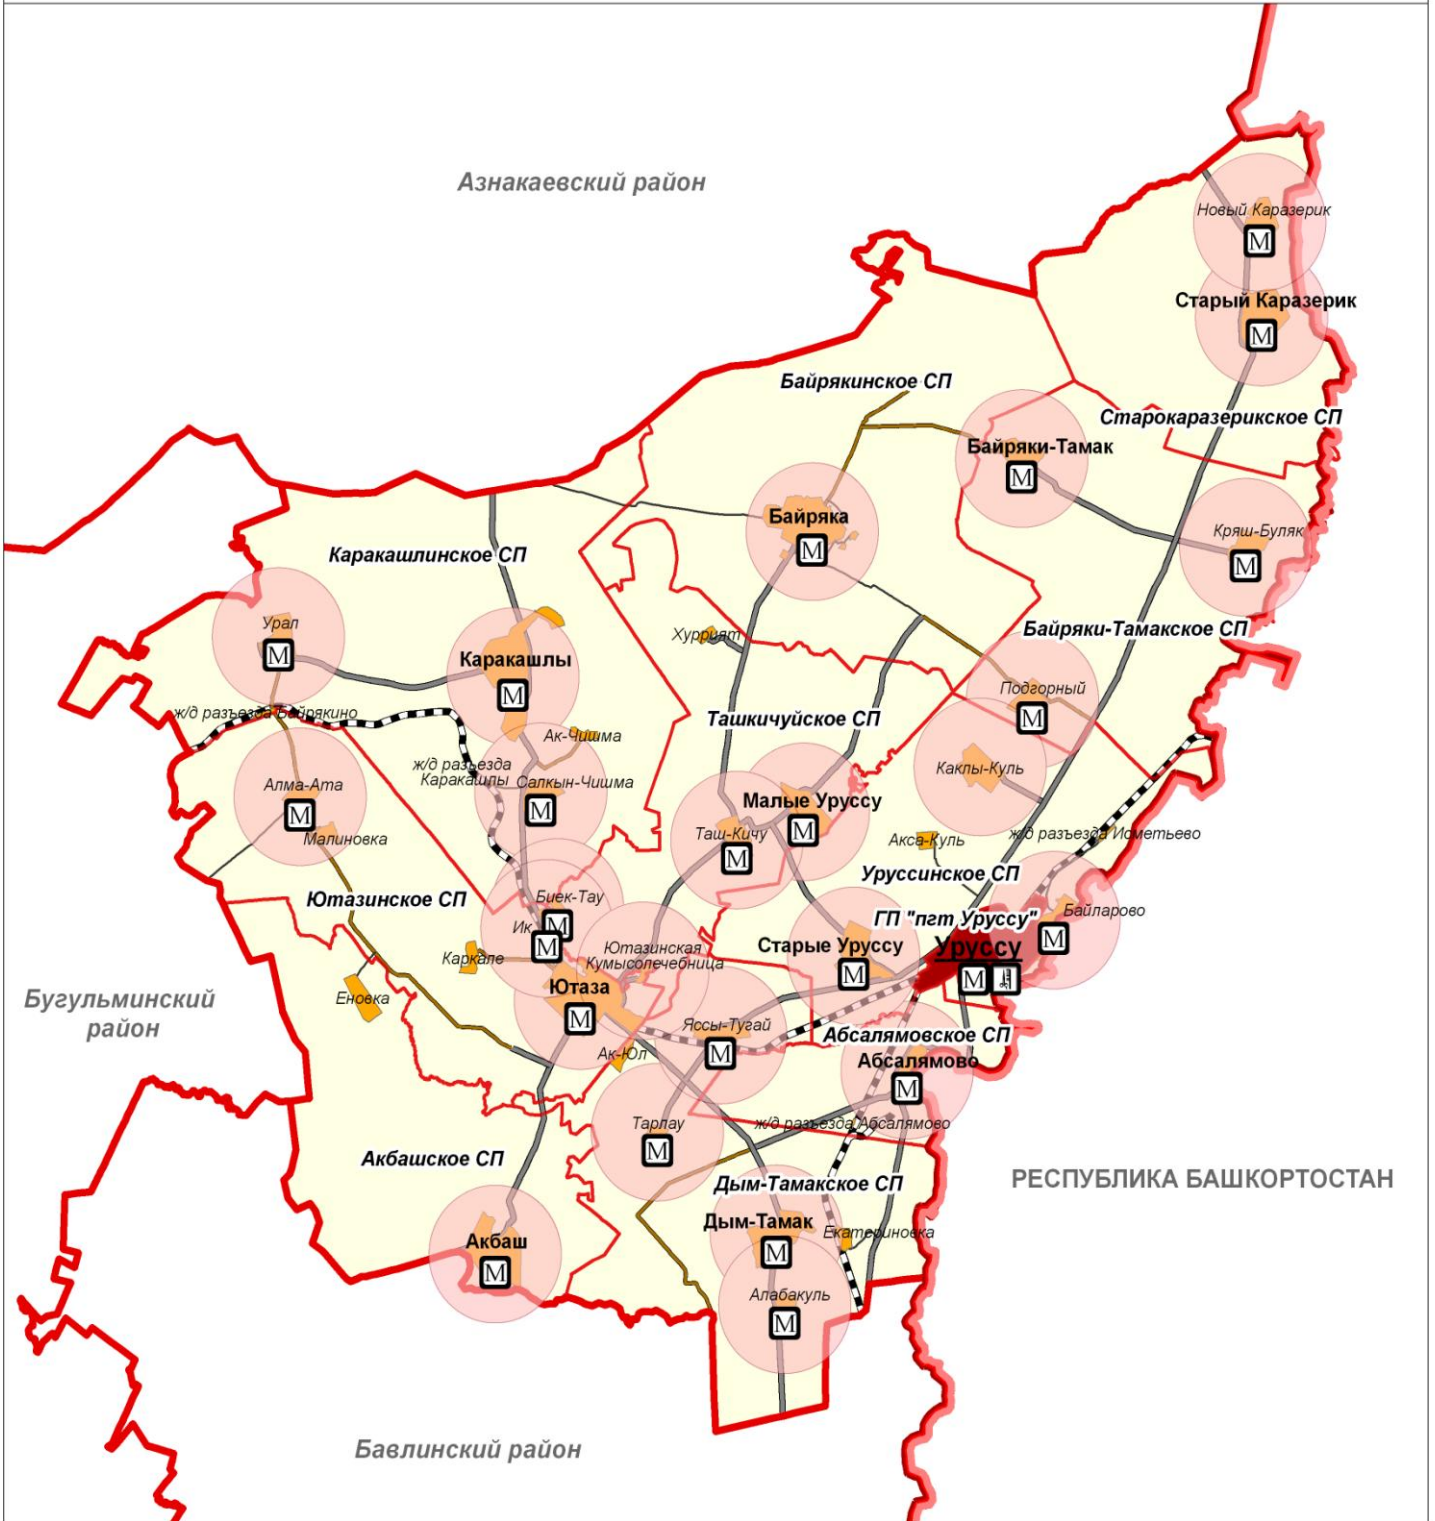 Азнакаевский район
Новый Каразерик
М
Старый Каразерик
М
Байрякинское СП
Старокаразерикское СП
Байряки-Тамак
М
Байряка
М
Кряш-Буляк
М
Каракашлинское СП
Урал
М
Хуррият
Байряки-Тамакское СП
Каракашлы
М
Подгорный
М
ж/д разъезда Байрякино
Ташкичуйское СП
Ак-Чишма
ж/д разъезда
Каракашлы
Салкын-Чишма
М
Каклы-Куль
Алма-Ата
М
Малиновка
Малые Уруссу
М
Таш-Кичу
М
Акса-Куль
ж/д разъезда Исметьево
Уруссинское СП
Ютазинское СП
Биек-Тау
М
Ик
М
ГП "пгт Уруссу"
Байларово
М
Каркале
Ютазинская
Кумысолечебница
Старые Уруссу
М
Уруссу
М
Ютаза
М
Еновка
Бугульминский
район
Яссы-Тугай
М
Ак-Юл
Абсалямовское СП
Абсалямово
М
Тарлау
М
ж/д разъезда Абсалямово
Акбашское СП
РЕСПУБЛИКА БАШКОРТОСТАН
Дым-Тамакское СП
Дым-Тамак
М
Екатериновка
Акбаш
М
Алабакуль
М
Бавлинский район